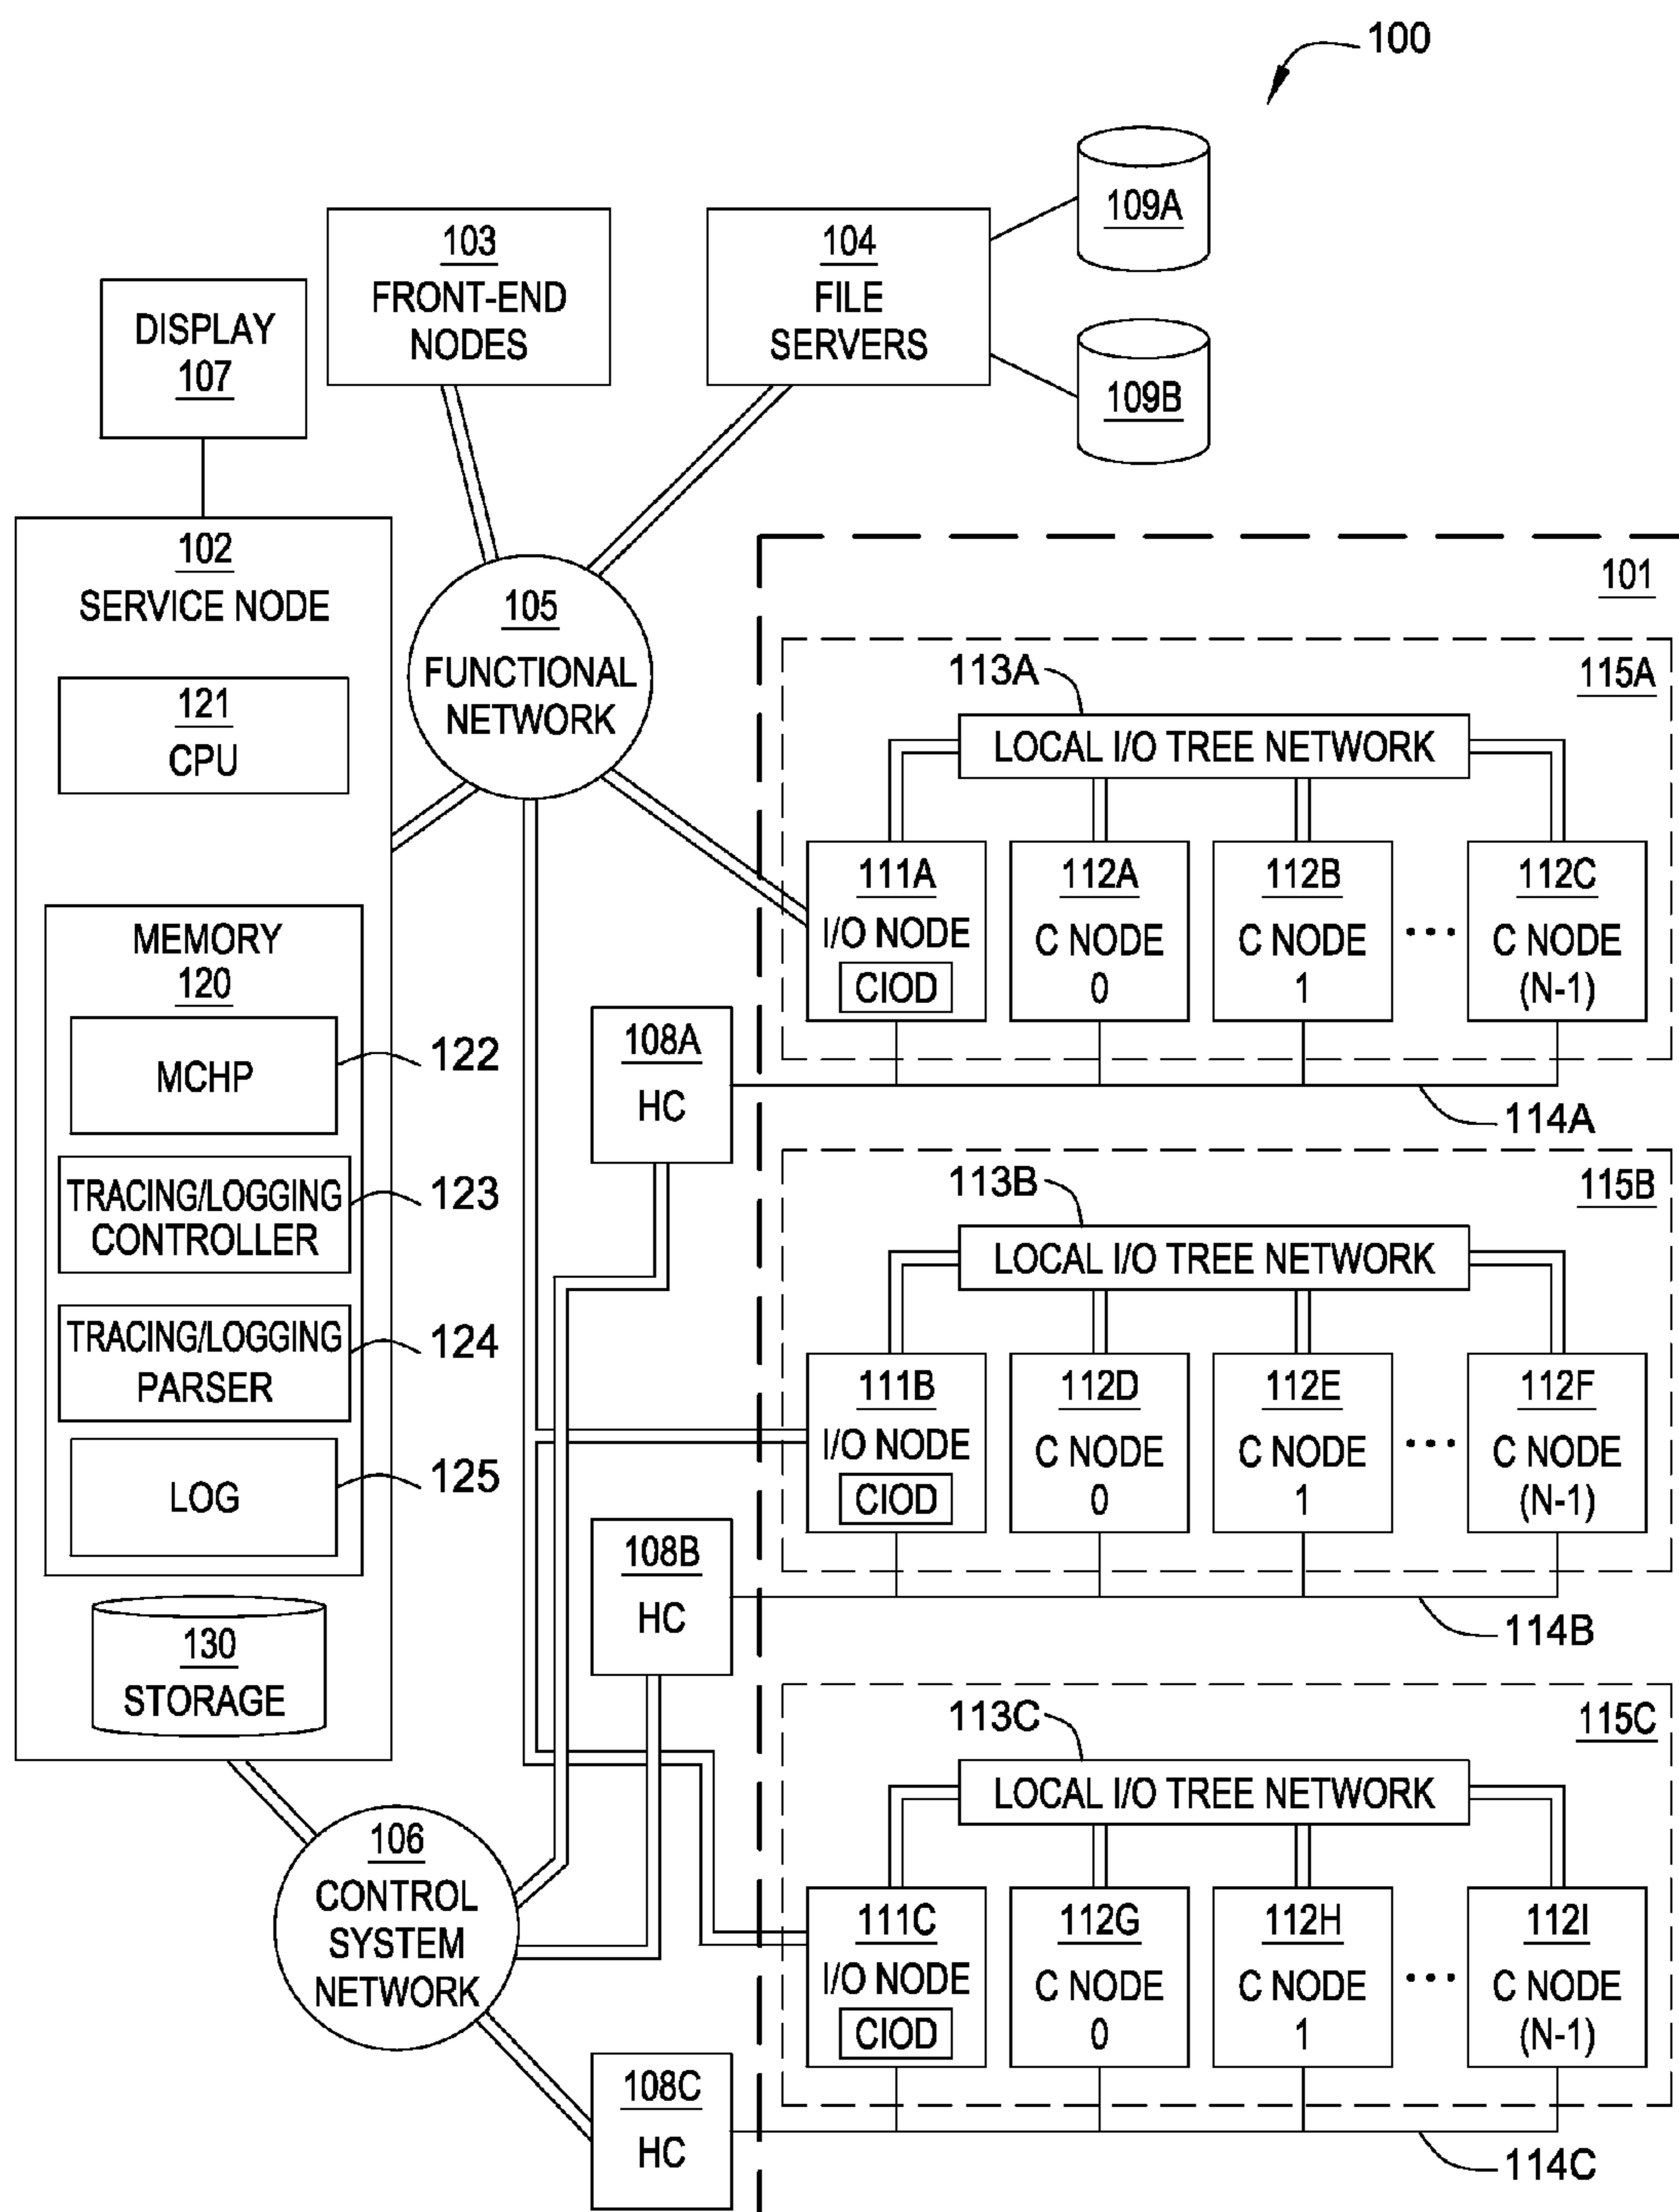 100
109A
109B
103
FRONT-END
NODES
104
FILE
SERVERS
DISPLAY
107
102
SERVICE NODE
121
CPU
MEMORY
120
MCHP
122
TRACING/LOGGING
CONTROLLER
123
TRACING/LOGGING
PARSER
124
LOG
125
130
STORAGE
105
FUNCTIONAL
NETWORK
106
CONTROL
SYSTEM
NETWORK
108A
HC
108B
HC
108C
HC
101
115A
113A
LOCAL I/O TREE NETWORK
111A
I/O NODE
CIOD
112A
C NODE
0
112B
C NODE
1
•••
112C
C NODE
(N-1)
114A
115B
113B
LOCAL I/O TREE NETWORK
111B
I/O NODE
CIOD
112D
C NODE
0
112E
C NODE
1
•••
112F
C NODE
(N-1)
114B
115C
113C
LOCAL I/O TREE NETWORK
111C
I/O NODE
CIOD
112G
C NODE
0
112H
C NODE
1
•••
112I
C NODE
(N-1)
114C